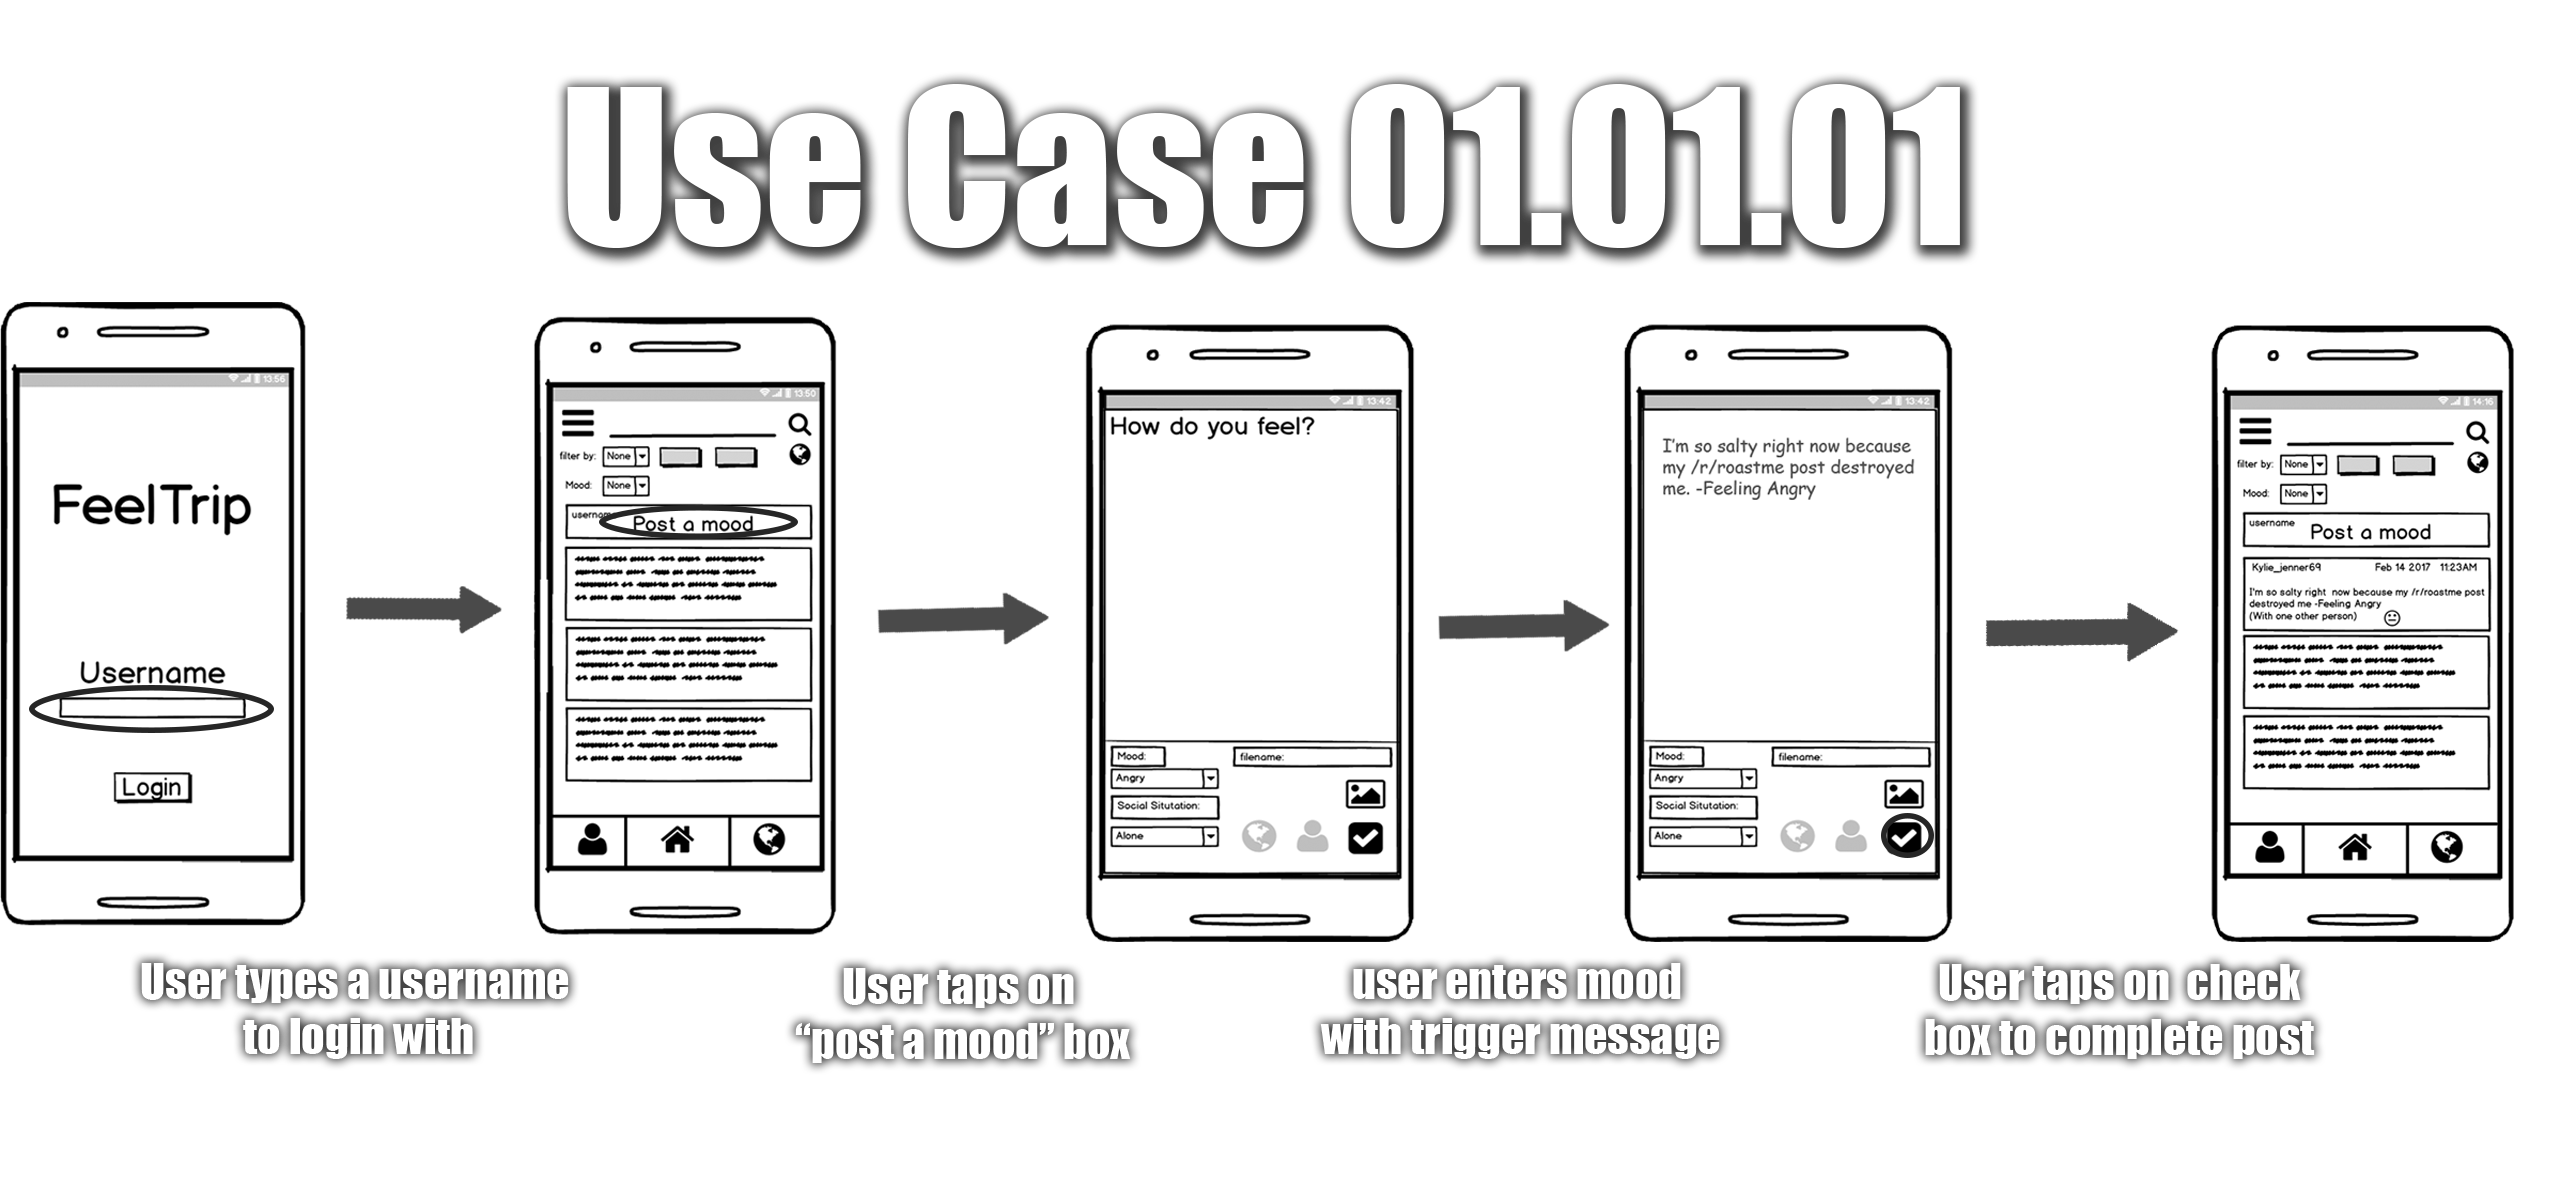 Use Case 01.01.01
13:56
FeelTrip
Username
Login
13:50
filter by: None
Mood: None
username Post a mood
13:42
How do you feel?
Mood:
filename:
Angry
Social Situtation:
Alone
13:42
I'm so salty right now because
my /r/roastme post destroyed
me. -Feeling Angry
Mood:
filename:
Angry
Social Situtation:
Alone
14:16
filter by: None
Mood: None
username Post a mood
Kylie_jenner69 Feb 14 2017 11:23AM
I'm so salty right now because my /r/roastme post
destroyed me -Feeling Angry
(With one other person)
User types a username
to login with
User taps on
“post a mood” box
user enters mood
with trigger message
User taps on check
box to complete post